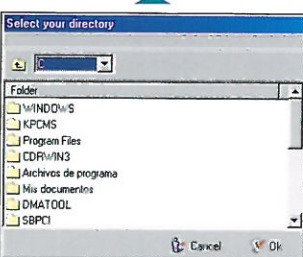 Select your directory
C
Folder
WINDOWS
KPCMS
Program Files
CDRWIN3
Archivos de programa
Mis documentos
DMATOOL
SBPCI
Cancel Ok